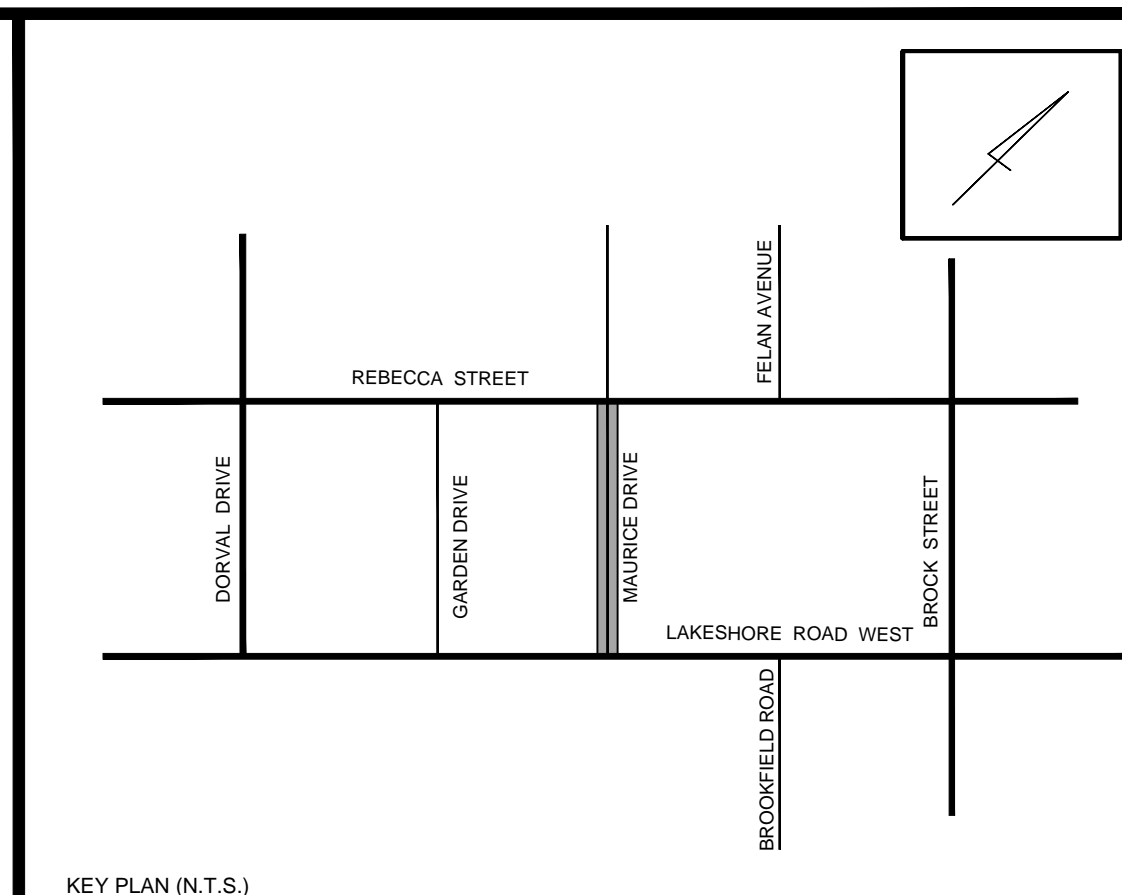 FELAN AVENUE
REBECCA STREET
DORVAL DRIVE
GARDEN DRIVE
MAURICE DRIVE
BROCK STREET
LAKESHORE ROAD WEST
BROOKFIELD ROAD
KEY PLAN (N.T.S.)